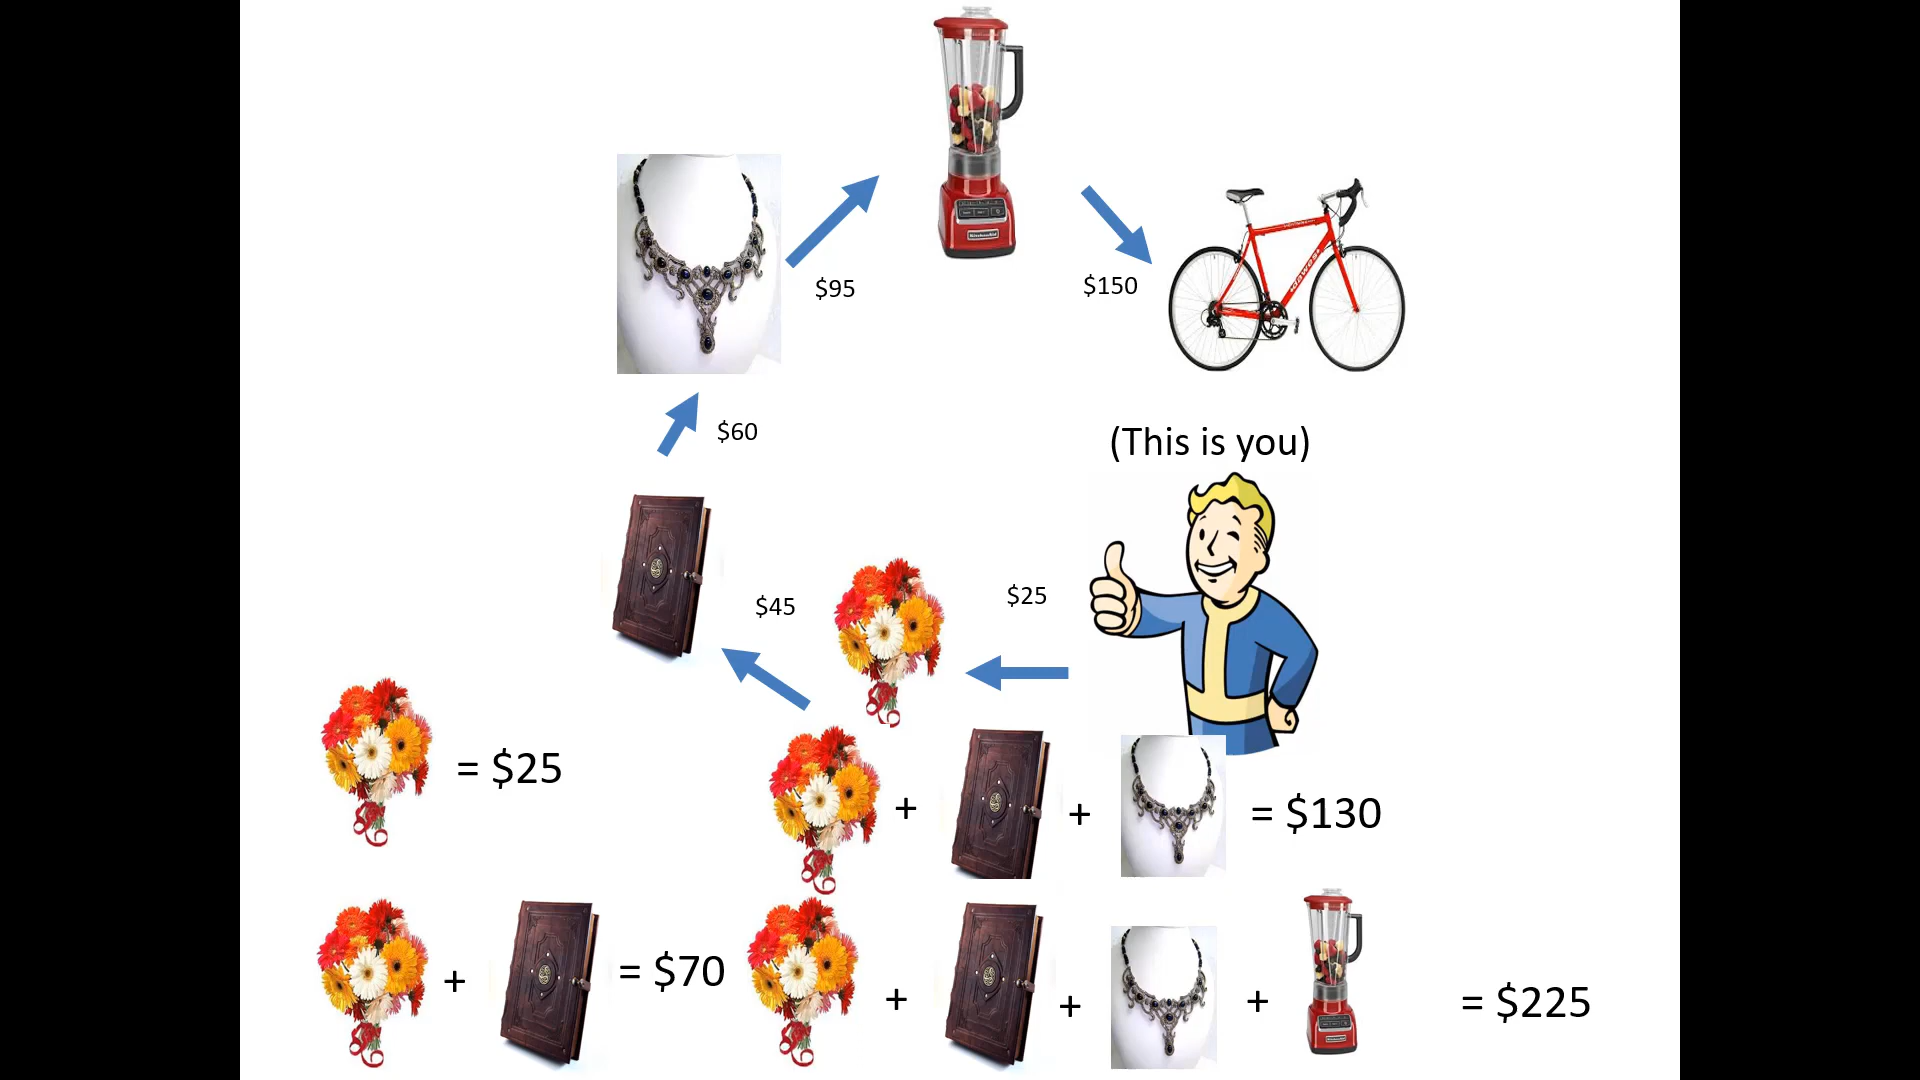 $95
$150
$60
(This is you)
$45
$25
= $25
+ + = $130
+ = $70
+ + + = $225